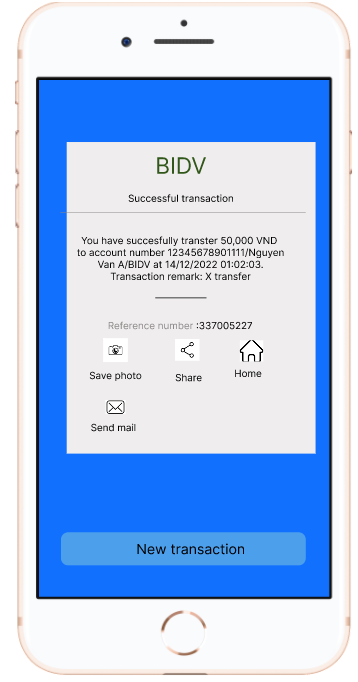 BIDV
Successful transaction
You have succesfully transter 50,000 VND
to account number 12345678901111/Nguyen
Van A/BIDV at 14/12/2022 01:02:03.
Transaction remark: X transfer
Reference number :337005227
Save photo
Share
Home
Send mail
New transaction